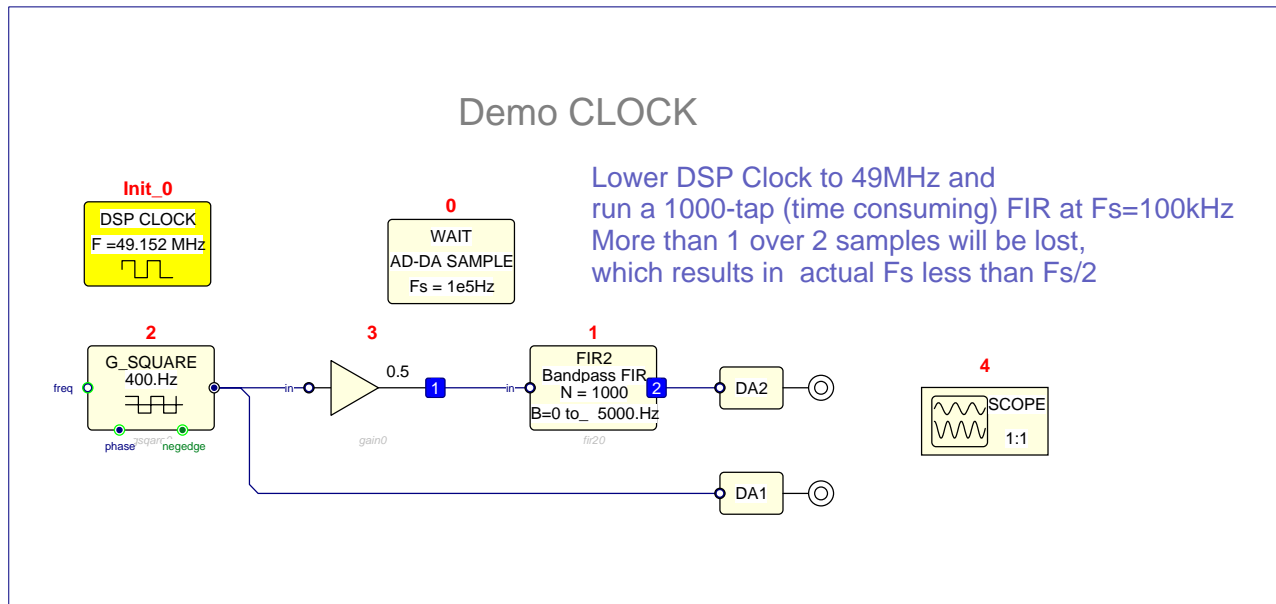 Demo CLOCK
Lower DSP Clock to 49MHz and
run a 1000-tap (time consuming) FIR at Fs=100kHz
More than 1 over 2 samples will be lost,
which results in  actual Fs less than Fs/2
Init_0
DSP CLOCK
F =49.152 MHz
0
WAIT
AD-DA SAMPLE
Fs = 1e5Hz
2
G_SQUARE
400.Hz
freq
phase
negedge
3
in
0.5
gain0
1
1
in
FIR2
Bandpass FIR
N = 1000
B=0 to_  5000.Hz
2
fir20
DA2
DA1
4
SCOPE
1:1